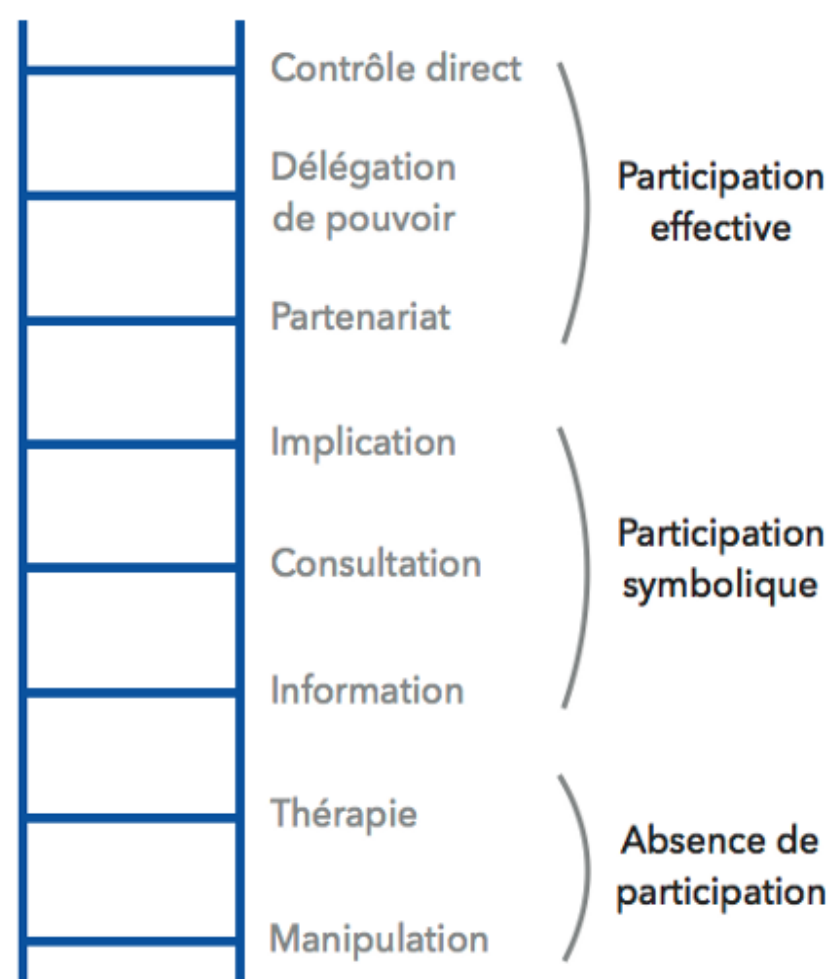 Contrôle direct
Délégation
de pouvoir
Partenariat
Participation
effective
Implication
Consultation
Information
Participation
symbolique
Thérapie
Manipulation
Absence de
participation